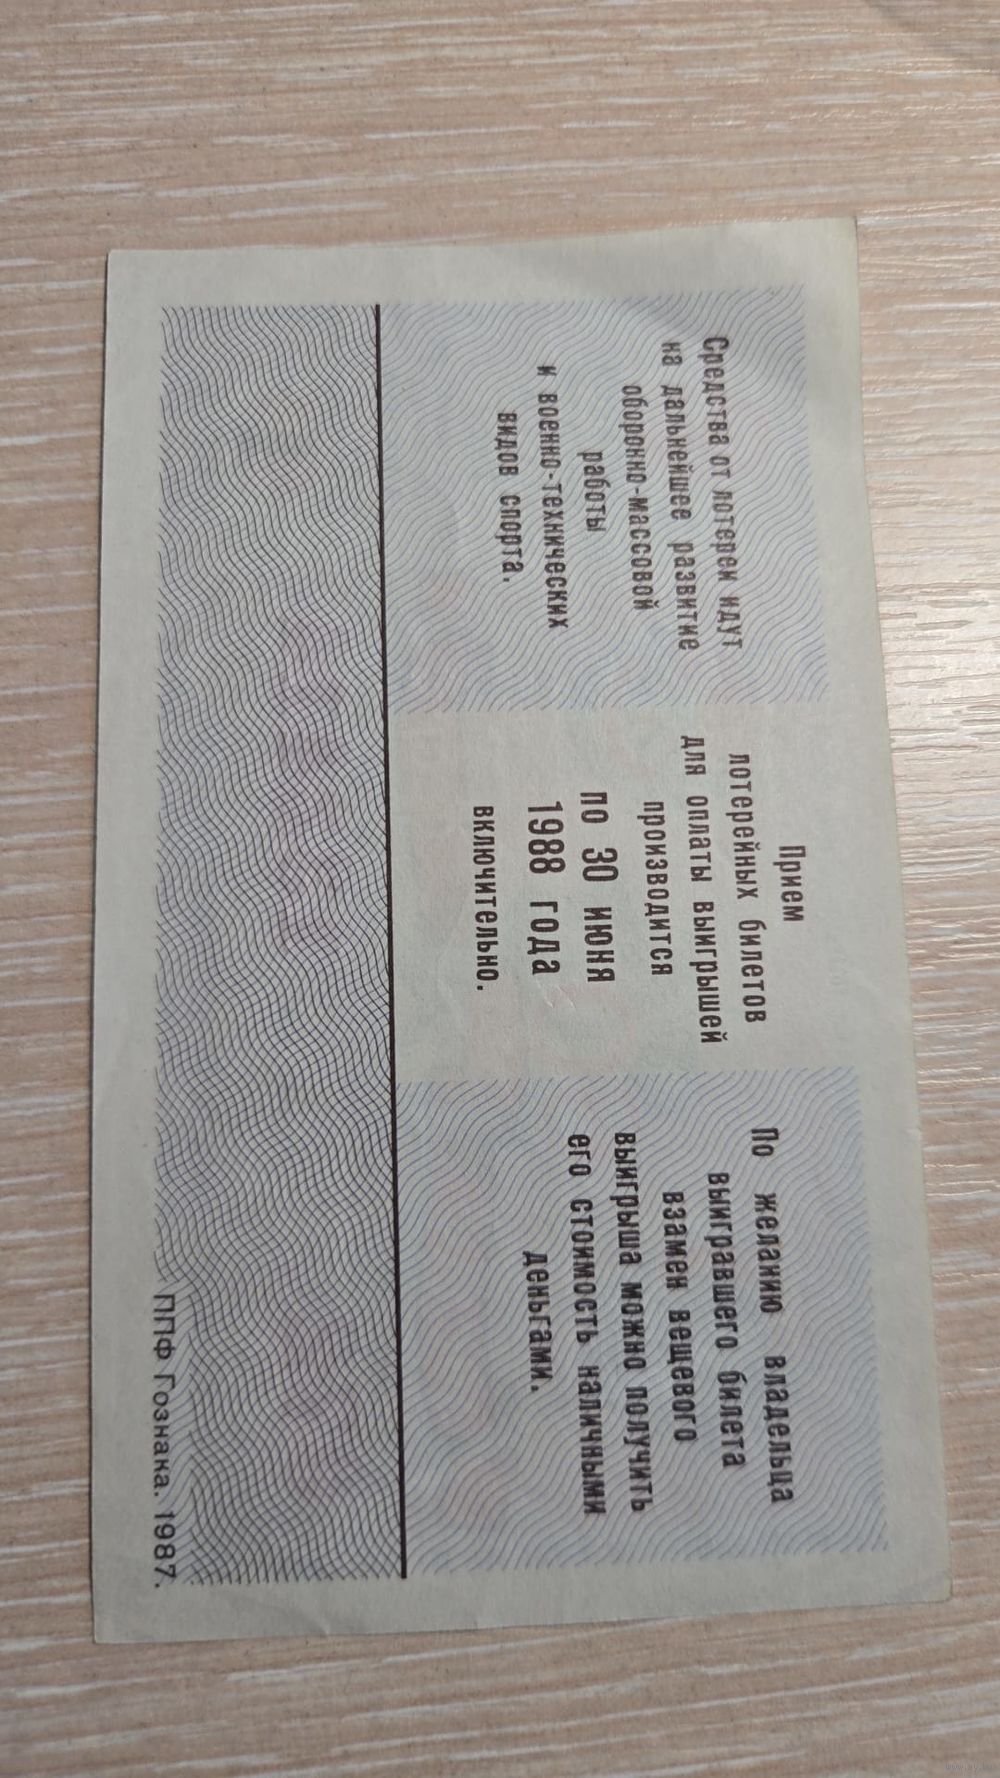 Средства от лотереи идут
на дальнейшее развитие
оборонно-массовой
работы
и военно-технических
видов спорта.
Прием
лотерейных билетов
для оплаты выигрышей
производится
по 30 июня
1988 года
включительно.
По желанию владельца
выигравшего билета
взамен вещевого
выигрыша можно получить
его стоимость наличными
деньгами.
ППФ Гознака. 1987.